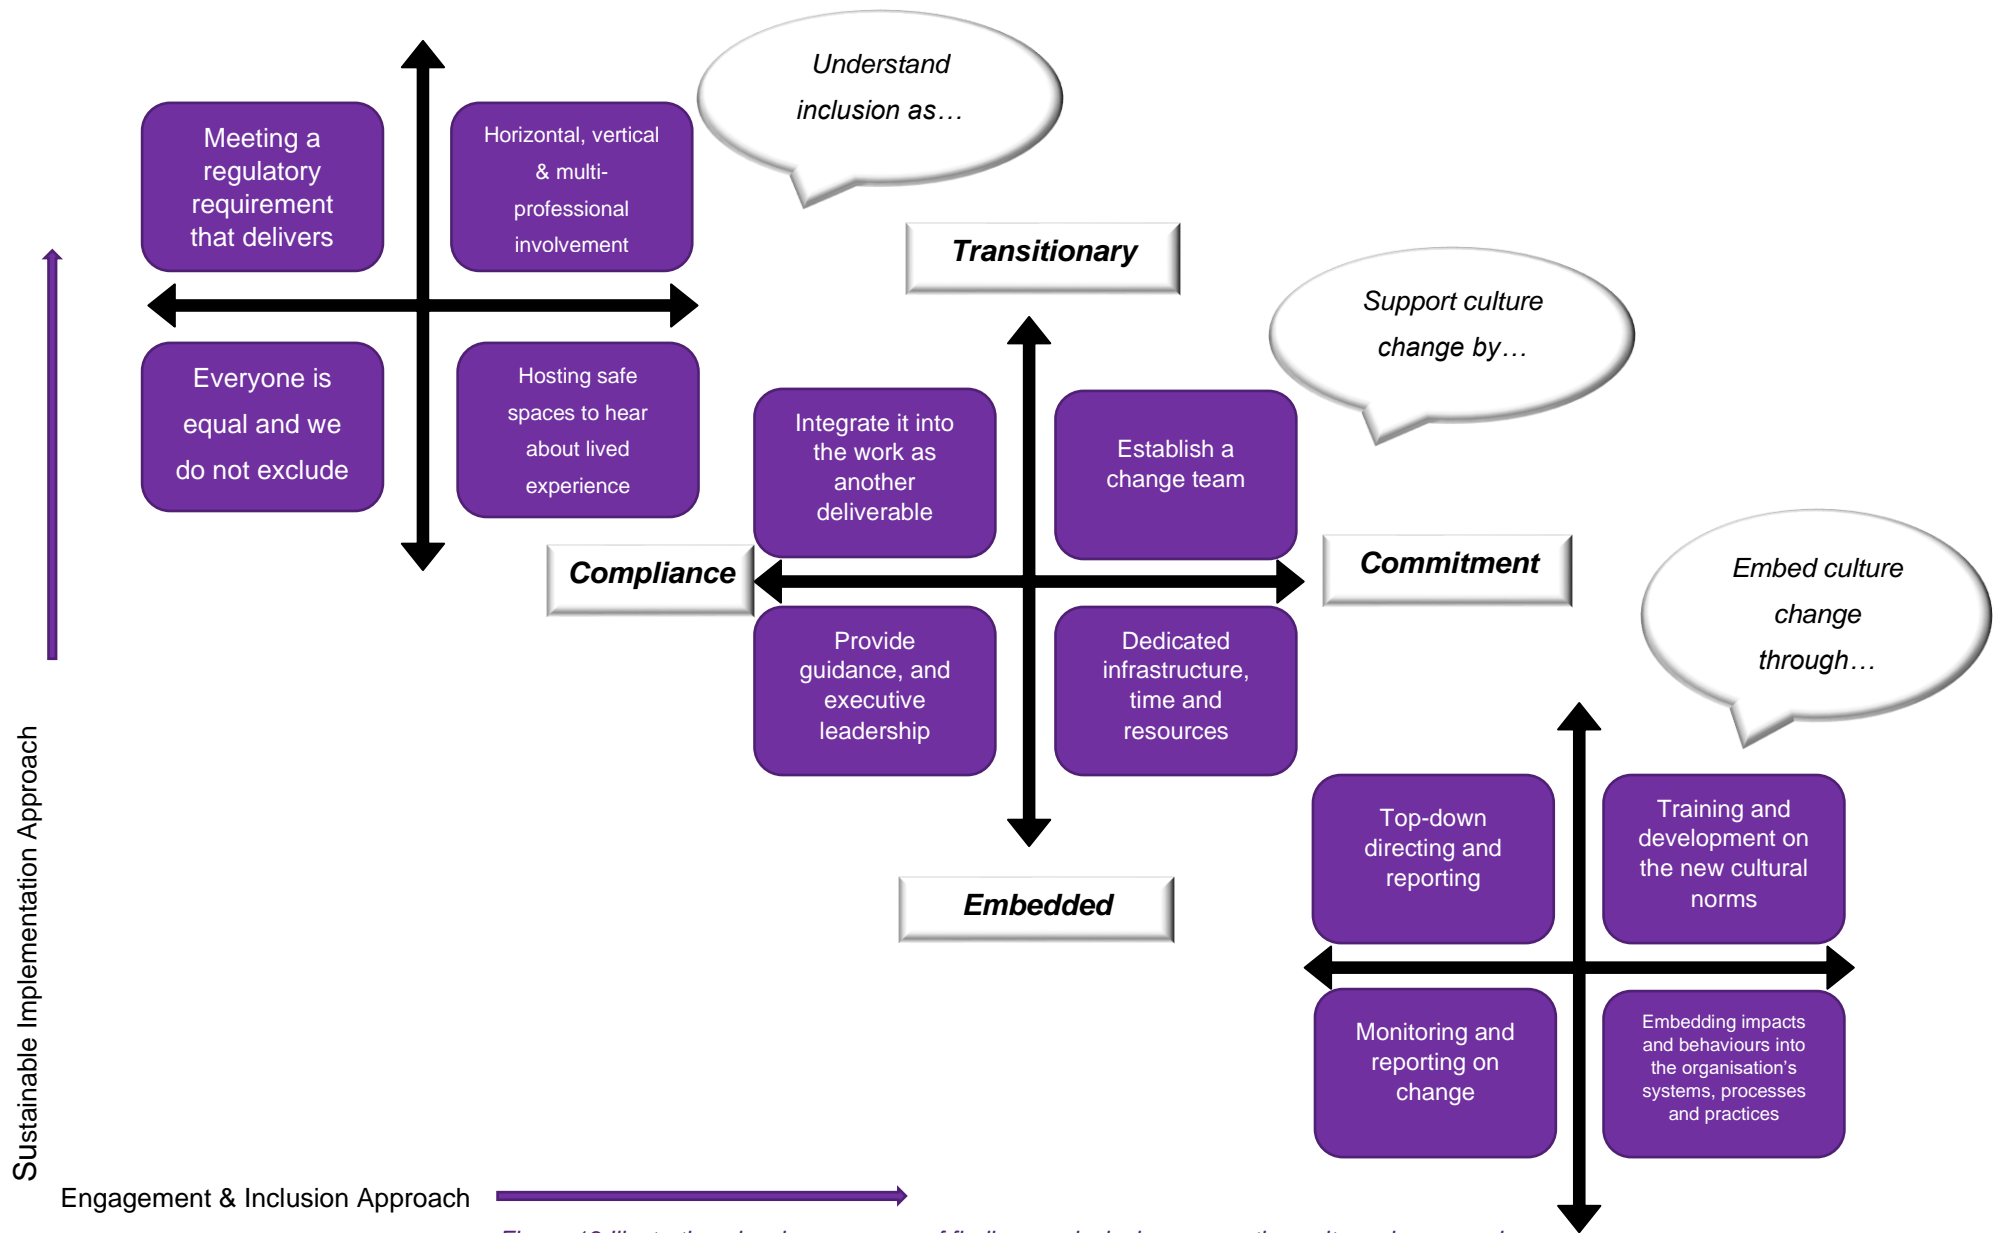 Understand
inclusion as…
Meeting a
regulatory
requirement
that delivers
Horizontal, vertical
& multi-
professional
involvement
Everyone is
equal and we
do not exclude
Hosting safe
spaces to hear
about lived
experience
Transitionary
Support culture
change by…
Integrate it into
the work as
another
deliverable
Establish a
change team
Compliance
Commitment
Provide
guidance, and
executive
leadership
Dedicated
infrastructure,
time and
resources
Embedded
Embed culture
change
through…
Top-down
directing and
reporting
Training and
development on
the new cultural
norms
Monitoring and
reporting on
change
Embedding impacts
and behaviours into
the organisation’s
systems, processes
and practices
Sustainable Implementation Approach
Engagement & Inclusion Approach